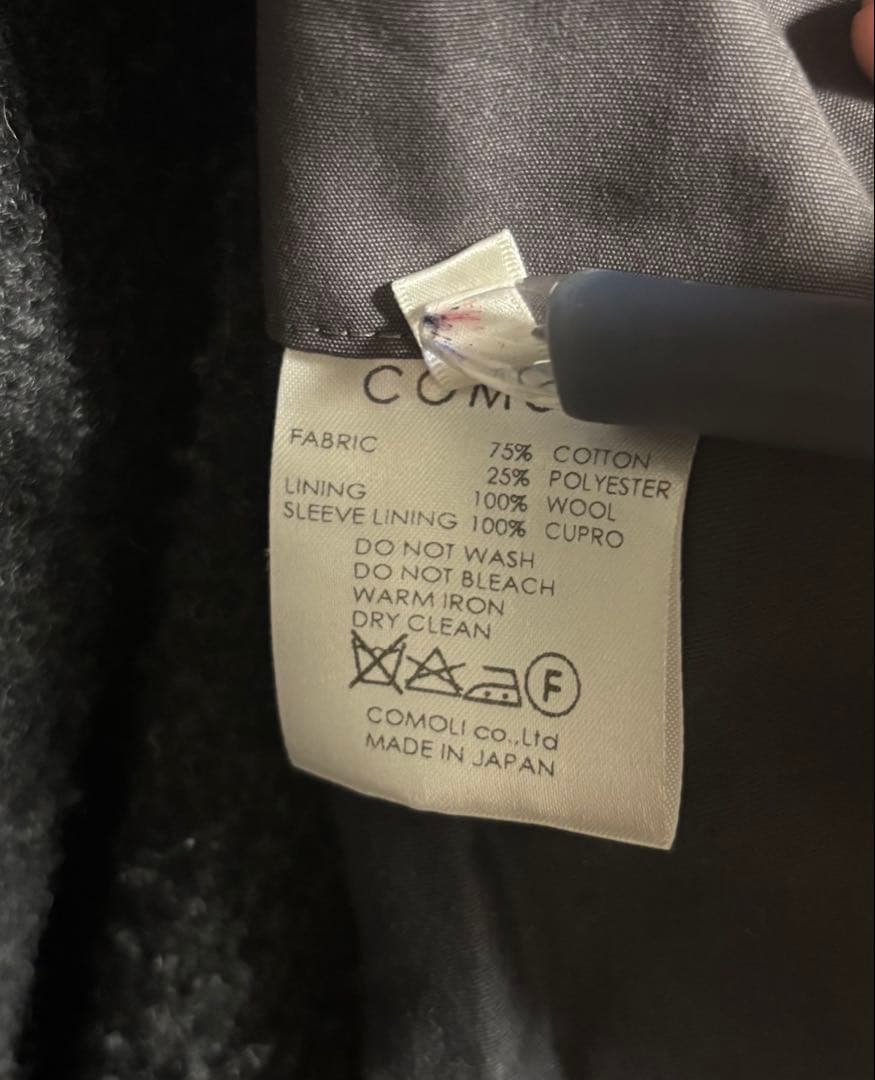 FABRIC 75% COTTON
25% POLYESTER
LINING 100% WOOL
SLEEVE LINING 100% CUPRO
DO NOT WASH
DO NOT BLEACH
WARM IRON
DRY CLEAN
F
COMOLI co.,Ltd
MADE IN JAPAN